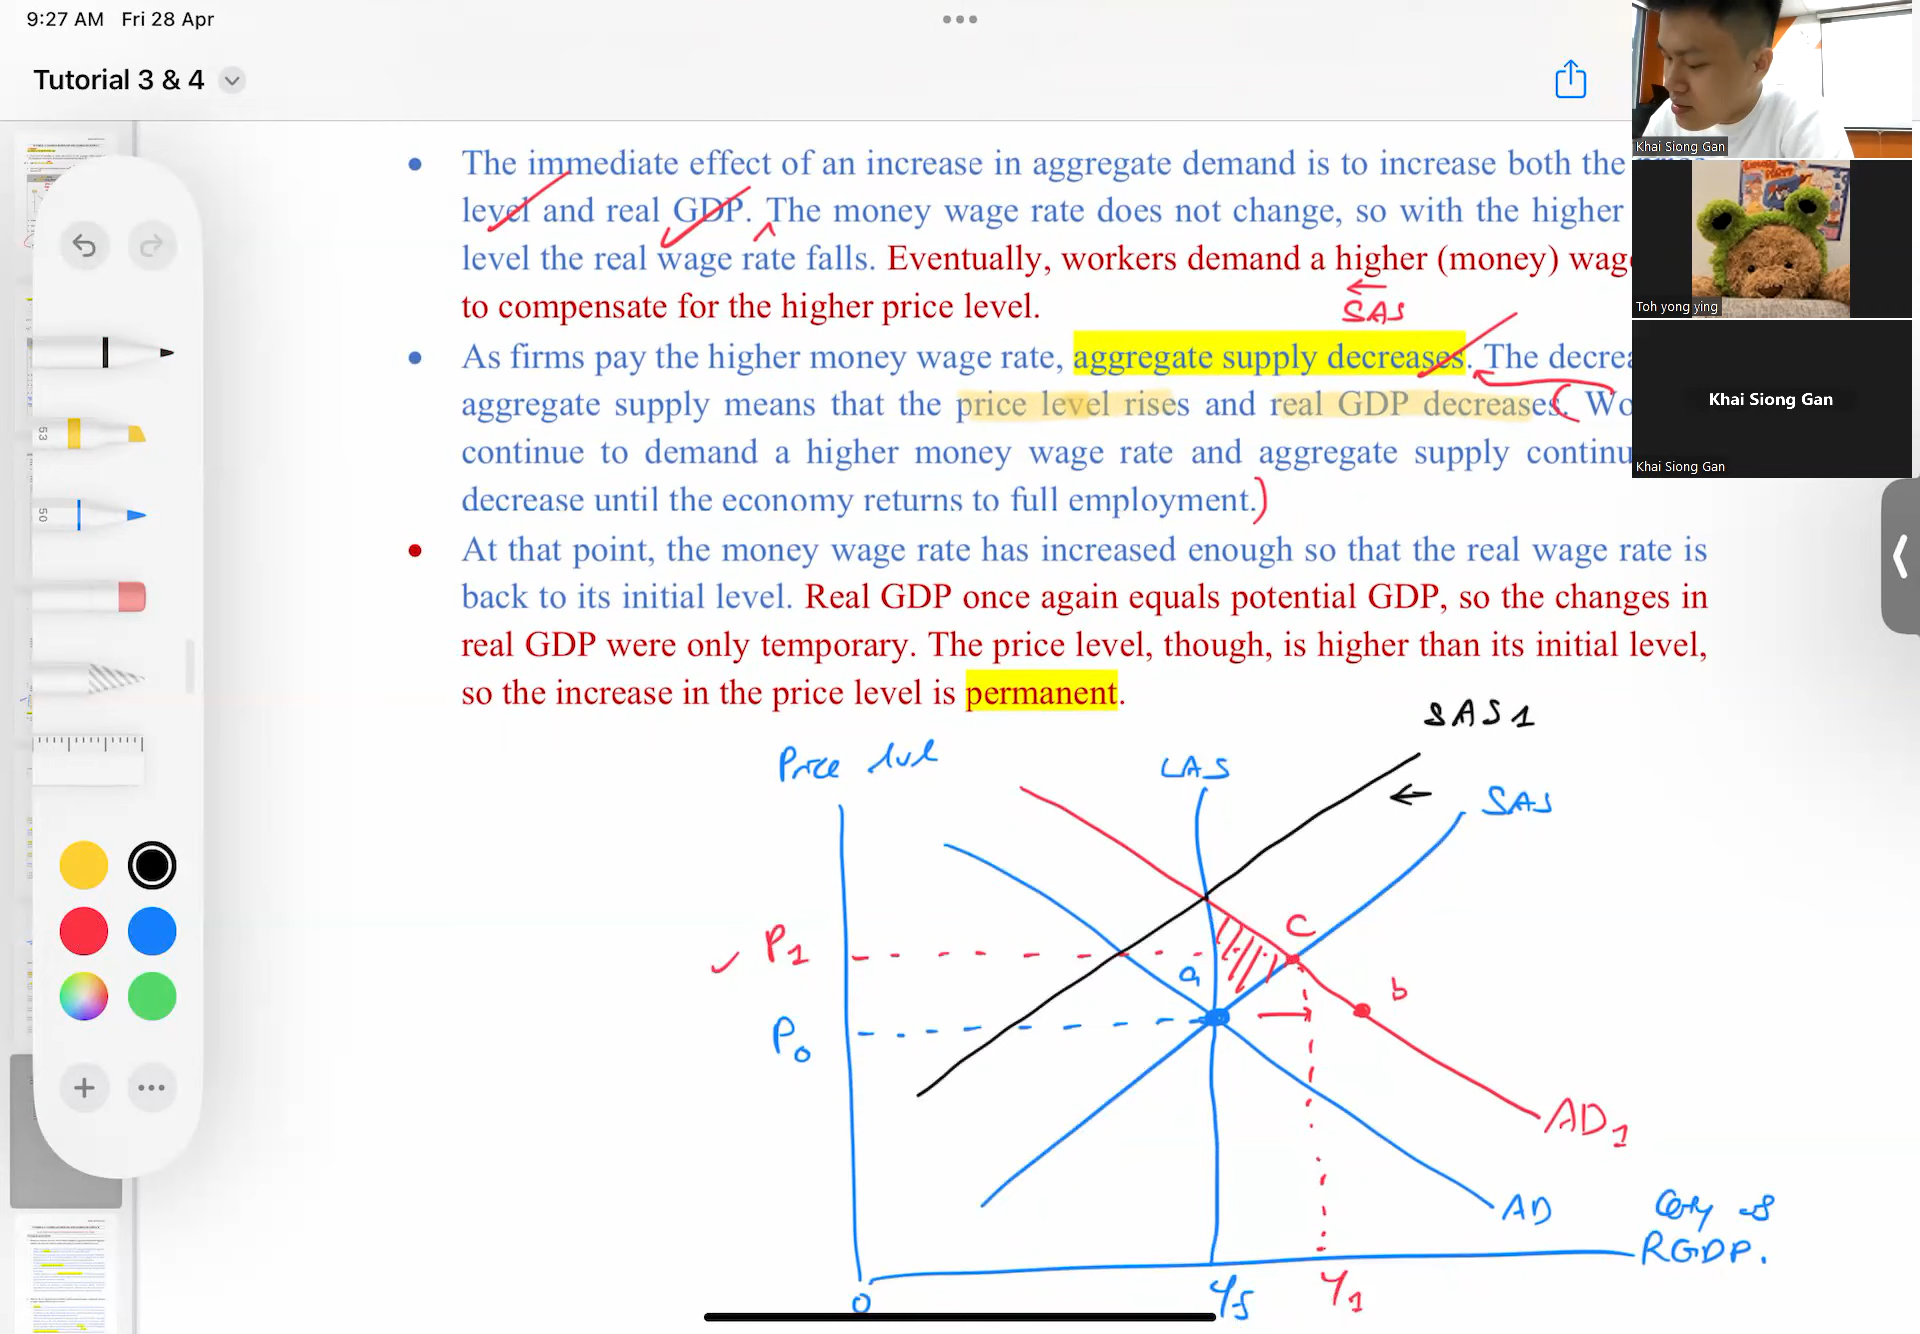 9:27 AM Fri 28 Apr
Tutorial 3 & 4
Khai Siong Gan
Toh yong ying
Khai Siong Gan
Khai Siong Gan
The immediate effect of an increase in aggregate demand is to increase both the
level and real GDP. The money wage rate does not change, so with the higher
level the real wage rate falls. Eventually, workers demand a higher (money)
to compensate for the higher price level.
SAS
As firms pay the higher money wage rate, aggregate supply decreases. The
aggregate supply means that the price level rises and real GDP decreases.
continue to demand a higher money wage rate and aggregate supply
decrease until the economy returns to full employment.)
At that point, the money wage rate has increased enough so that the real wage rate is
back to its initial level. Real GDP once again equals potential GDP, so the changes in
real GDP were only temporary. The price level, though, is higher than its initial level,
so the increase in the price level is permanent.
53
50
SAS1
Price lvl
LAS
SAS
P1
C
a
b
P0
AD1
AD
RGDP.
0
Y1